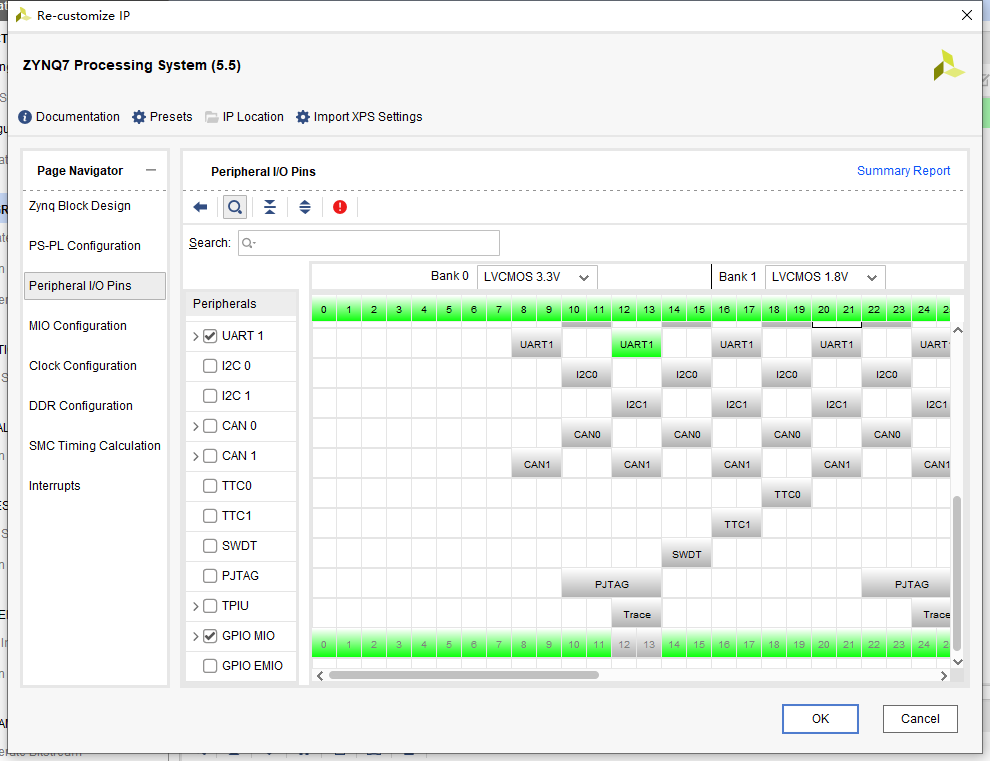 Re-customize IP
ZYNQ7 Processing System (5.5)
Documentation Presets IP Location Import XPS Settings
Page Navigator
Zynq Block Design
PS-PL Configuration
Peripheral I/O Pins
MIO Configuration
Clock Configuration
DDR Configuration
SMC Timing Calculation
Interrupts
Peripheral I/O Pins Summary Report
Search:
Bank 0 LVCMOS 3.3V Bank 1 LVCMOS 1.8V
Peripherals 0 1 2 3 4 5 6 7 8 9 10 11 12 13 14 15 16 17 18 19 20 21 22 23 24
UART 1 UART1 UART1 UART1 UART1 UART
I2C 0 I2C0 I2C0 I2C0 I2C0
I2C 1 I2C1 I2C1 I2C1 I2C1
CAN 0 CAN0 CAN0 CAN0 CAN0
CAN 1 CAN1 CAN1 CAN1 CAN1 CAN1
TTC0 TTC0
TTC1 TTC1
SWDT SWDT
PJTAG PJTAG PJTAG
TPIU Trace Trace
GPIO MIO 0 1 2 3 4 5 6 7 8 9 10 11 12 13 14 15 16 17 18 19 20 21 22 23 24
GPIO EMIO
OK Cancel